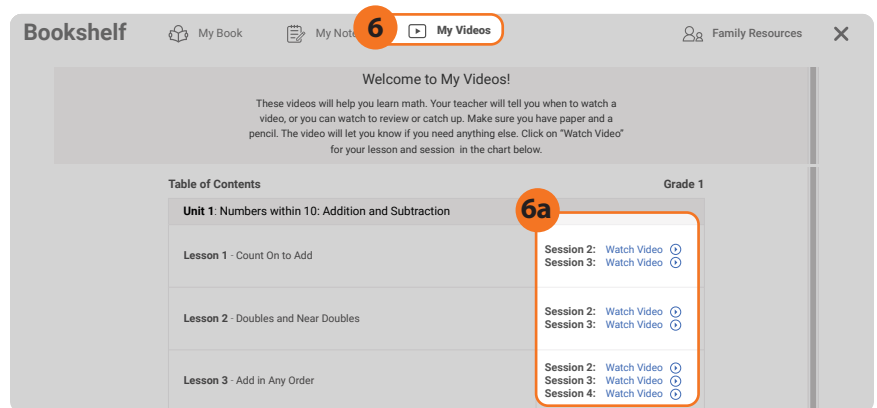 Bookshelf My Book My Not 6 My Videos Family Resources
Welcome to My Videos!
These videos will help you learn math. Your teacher will tell you when to watch a
video, or you can watch to review or catch up. Make sure you have paper and a
pencil. The video will let you know if you need anything else. Click on “Watch Video”
for your lesson and session in the chart below.
Table of Contents Grade 1
Unit 1: Numbers within 10: Addition and Subtraction
6a
Lesson 1 - Count On to Add
Session 2: Watch Video
Session 3: Watch Video
Lesson 2 - Doubles and Near Doubles
Session 2: Watch Video
Session 3: Watch Video
Lesson 3 - Add in Any Order
Session 2: Watch Video
Session 3: Watch Video
Session 4: Watch Video